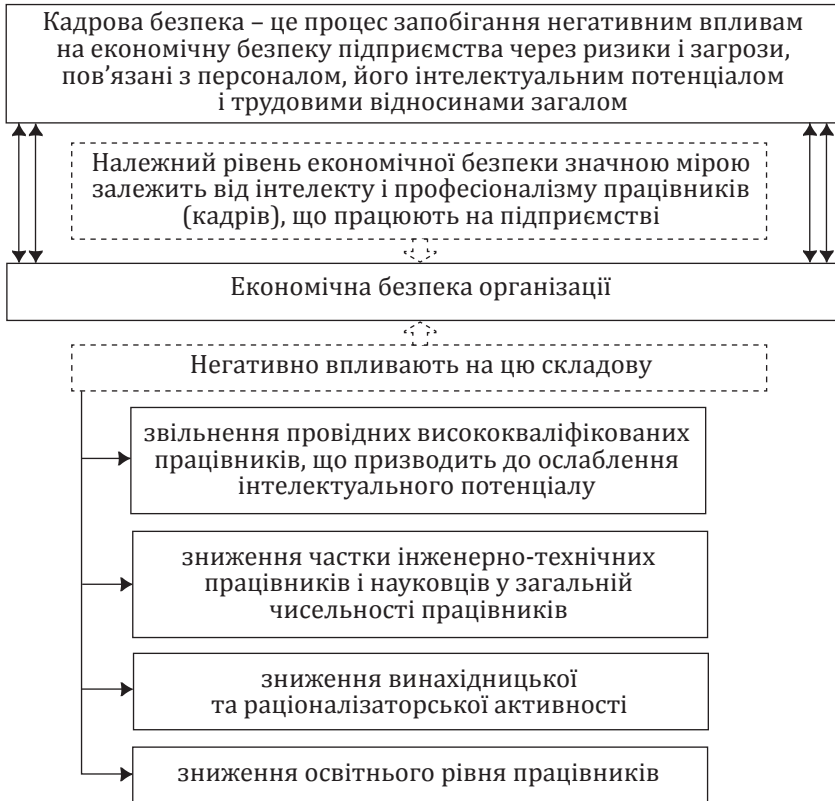 Кадрова безпека – це процес запобігання негативним впливам
на економічну безпеку підприємства через ризики і загрози,
пов’язані з персоналом, його інтелектуальним потенціалом
і трудовими відносинами загалом
Належний рівень економічної безпеки значною мірою
залежить від інтелекту і професіоналізму працівників
(кадрів), що працюють на підприємстві
Економічна безпека організації
Негативно впливають на цю складову
звільнення провідних висококваліфікованих
працівників, що призводить до ослаблення
інтелектуального потенціалу
зниження частки інженерно-технічних
працівників і науковців у загальній
чисельності працівників
зниження винахідницької
та раціоналізаторської активності
зниження освітнього рівня працівників